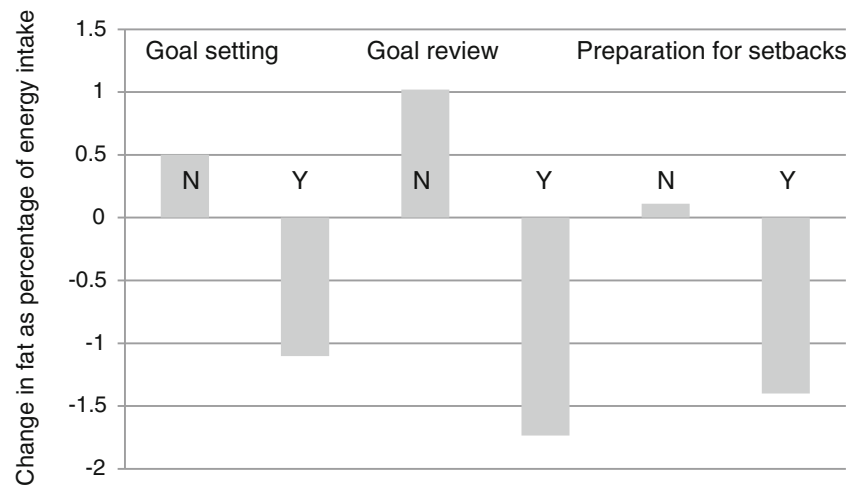 Change in fat as percentage of energy intake
1.5
1
0.5
0
-0.5
-1
-1.5
-2
Goal setting
Goal review
Preparation for setbacks
N
Y
N
Y
N
Y